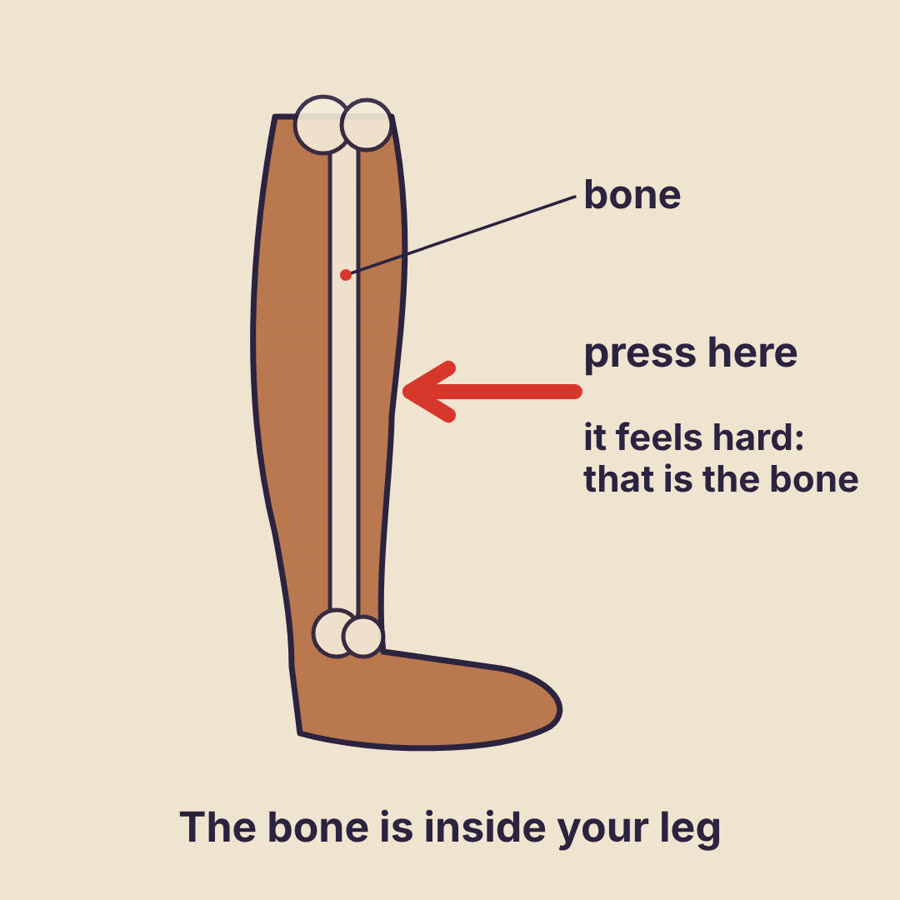 bone
press here
it feels hard:
that is the bone
The bone is inside your leg